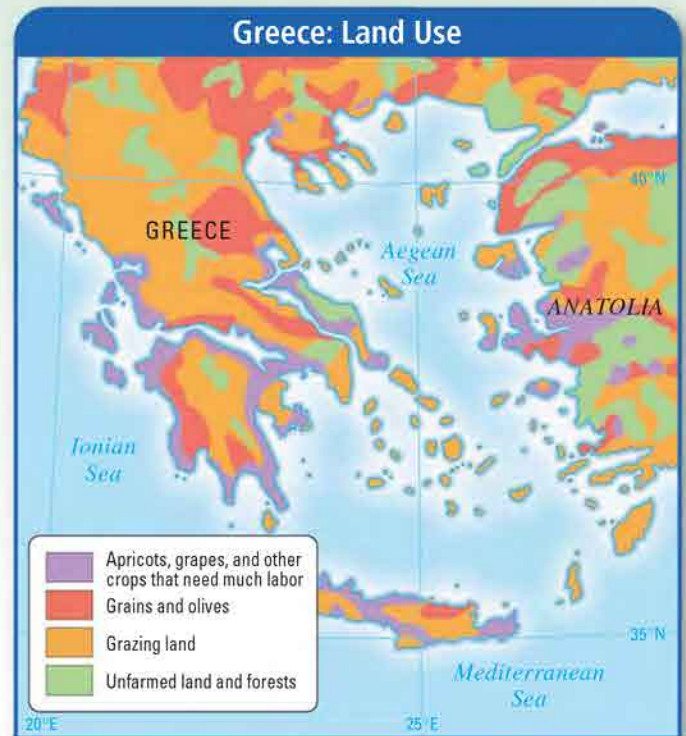 Greece: Land Use
40°N
GREECE
Aegean
Sea
ANATOLIA
Ionian
Sea
Apricots, grapes, and other
crops that need much labor
Grains and olives
Grazing land
Unfarmed land and forests
35°N
Mediterranean
Sea
20°E
25°E